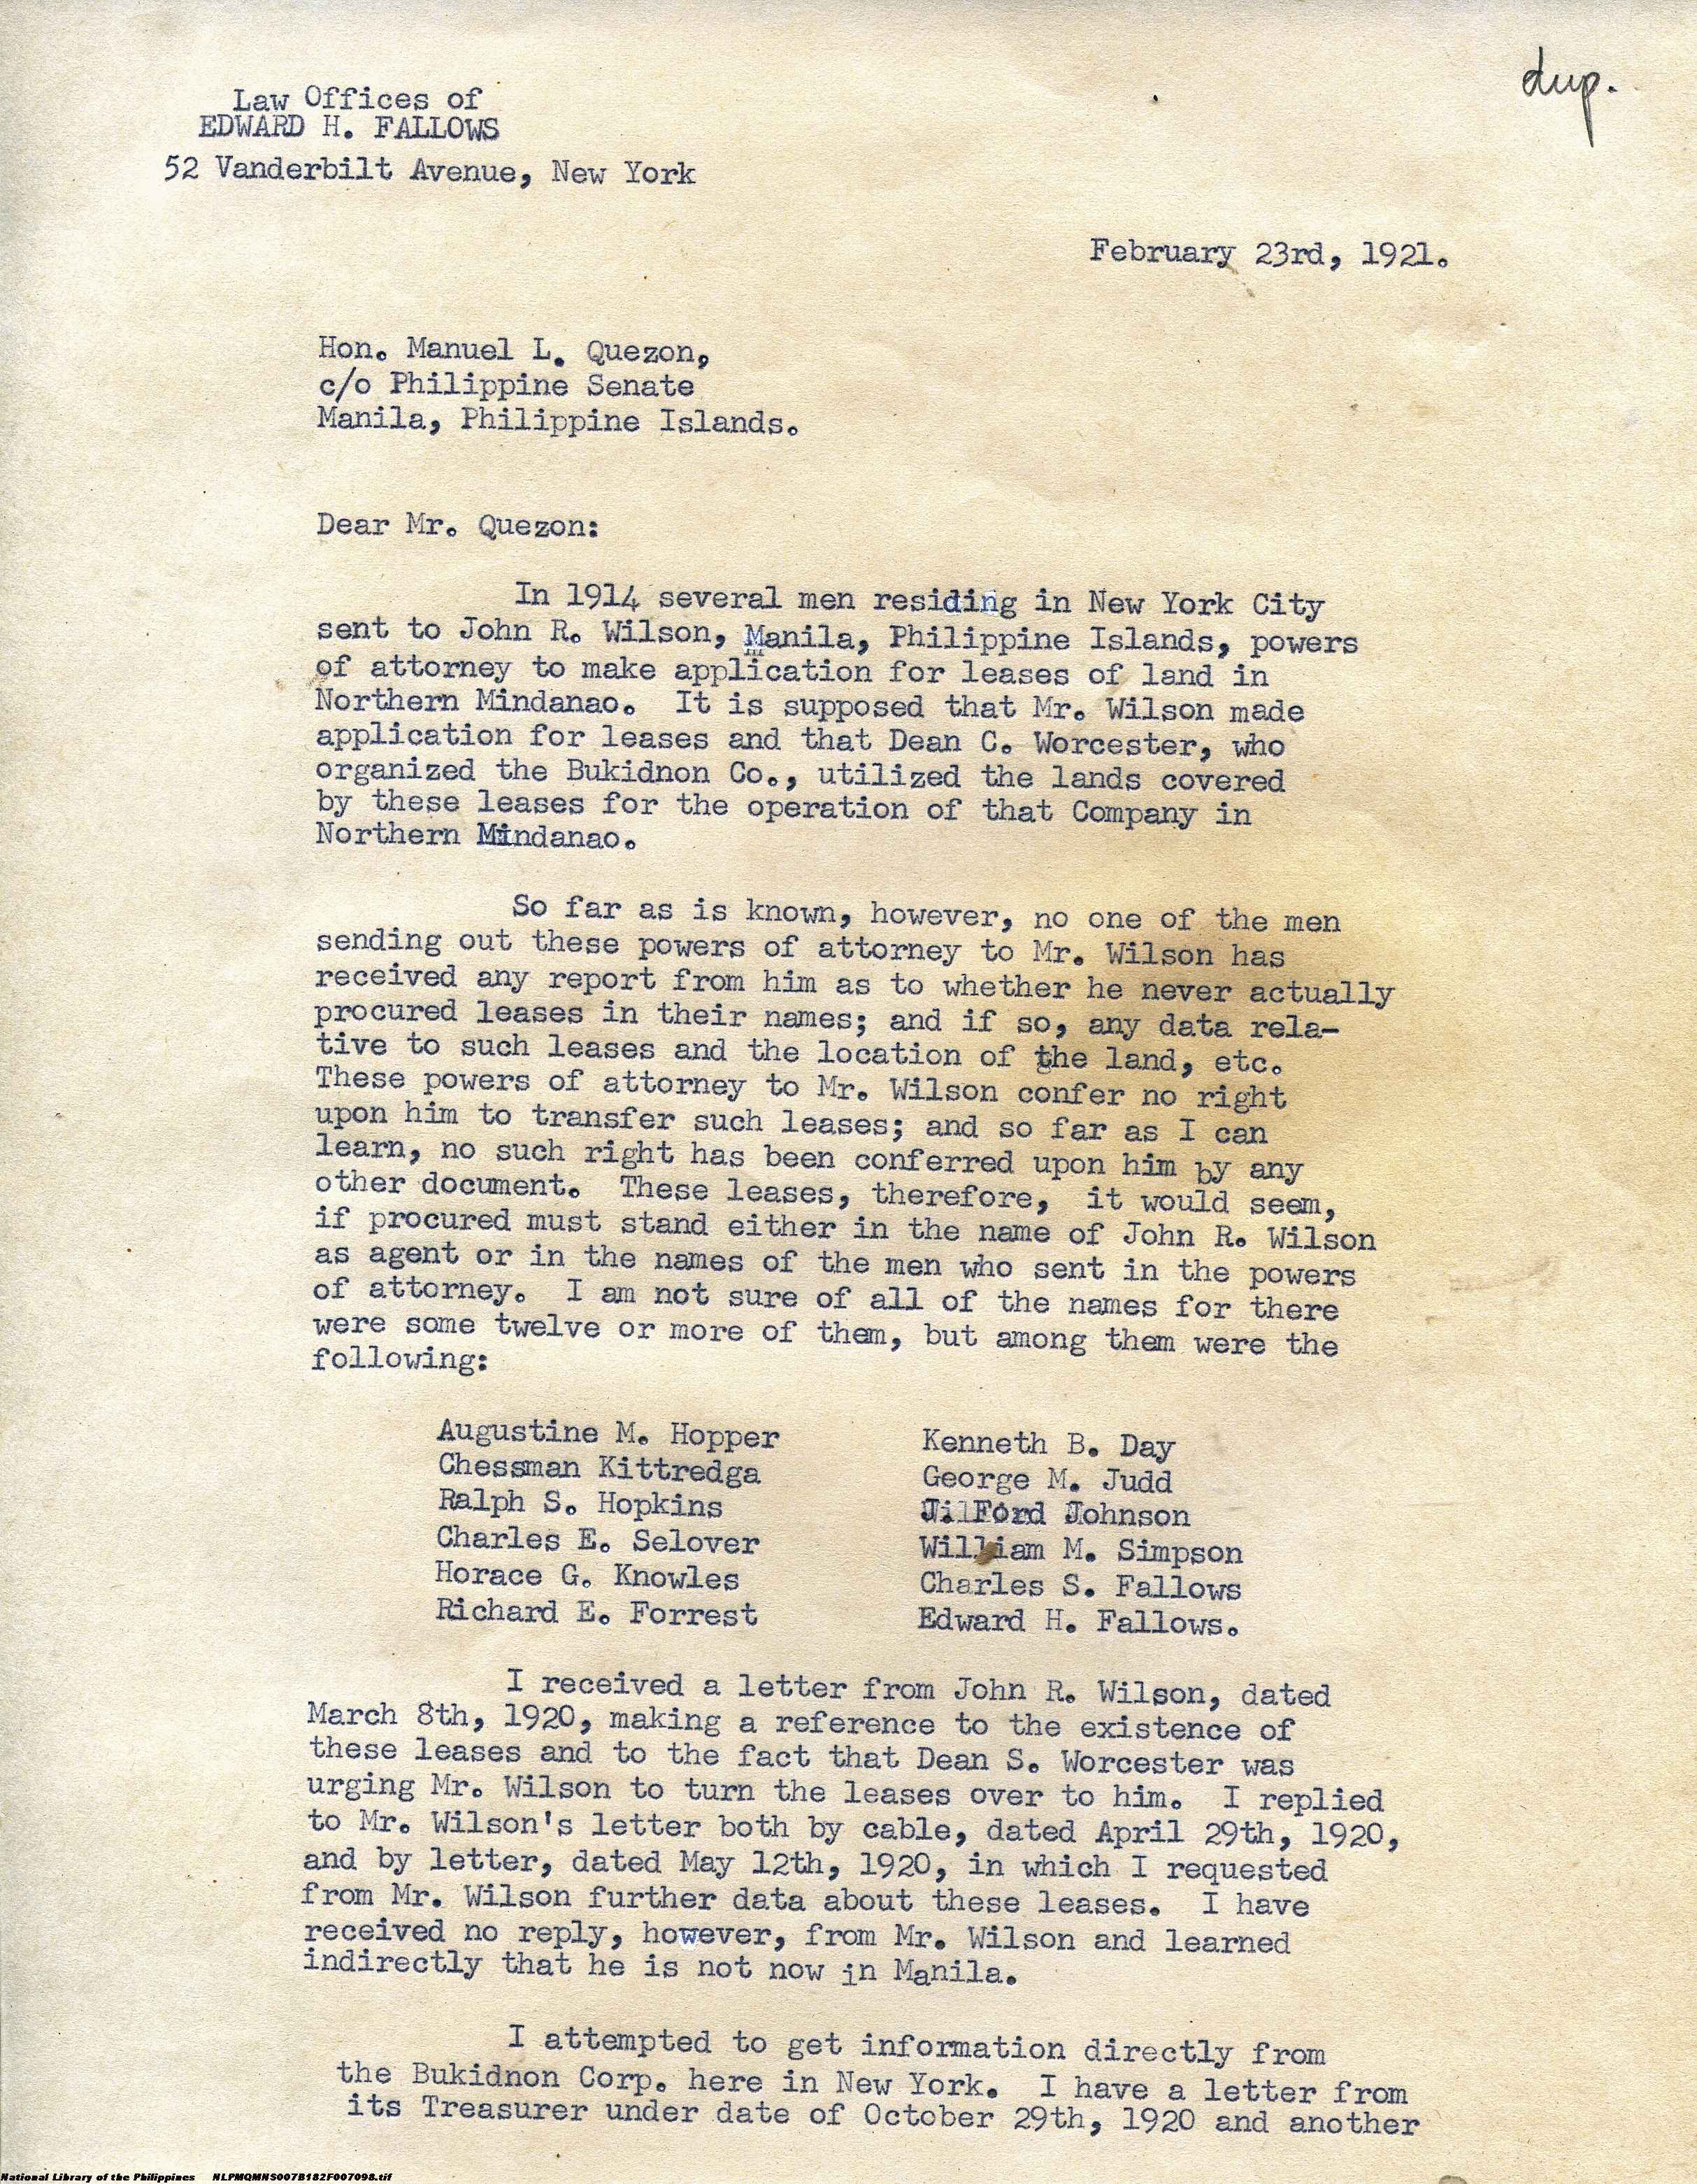 dup.
Law Offices of
EDWARD H. FALLOWS
52 Vanderbilt Avenue, New York
February 23rd, 1921.
Hon. Manuel L. Quezon,
c/o Philippine Senate
Manila, Philippine Islands.
Dear Mr. Quezon:
In 1914 several men residing in New York City
sent to John R. Wilson, Manila, Philippine Islands, powers
of attorney to make application for leases of land in
Northern Mindanao. It is supposed that Mr. Wilson made
application for leases and that Dean C. Worcester, who
organized the Bukidnon Co., utilized the lands covered
by these leases for the operation of that Company in
Northern Mindanao.
So far as is known, however, no one of the men
sending out these powers of attorney to Mr. Wilson has
received any report from him as to whether he never actually
procured leases in their names; and if so, any data rela-
tive to such leases and the location of the land, etc.
These powers of attorney to Mr. Wilson confer no right
upon him to transfer such leases; and so far as I can
learn, no such right has been conferred upon him by any
other document. These leases, therefore, it would seem,
if procured must stand either in the name of John R. Wilson
as agent or in the names of the men who sent in the powers
of attorney. I am not sure of all of the names for there
were some twelve or more of them, but among them were the
following:
Augustine M. Hopper
Chessman Kittredga
Ralph S. Hopkins
Charles E. Selover
Horace G. Knowles
Richard E. Forrest
Kenneth B. Day
George M. Judd
Johnson
William M. Simpson
Charles S. Fallows
Edward H. Fallows.
I received a letter from John R. Wilson, dated
March 8th, 1920, making a reference to the existence of
these leases and to the fact that Dean S. Worcester was
urging Mr. Wilson to turn the leases over to him. I replied
to Mr. Wilson's letter both by cable, dated April 29th, 1920,
and by letter, dated May 12th, 1920, in which I requested
from Mr. Wilson further data about these leases. I have
received no reply, however, from Mr. Wilson and learned
indirectly that he is not now in Manila.
I attempted to get information directly from
the Bukidnon Corp. here in New York. I have a letter from
its Treasurer under date of October 29th, 1920 and another
National Library of the Philippines NLPMQMNS007B182F007098.tif